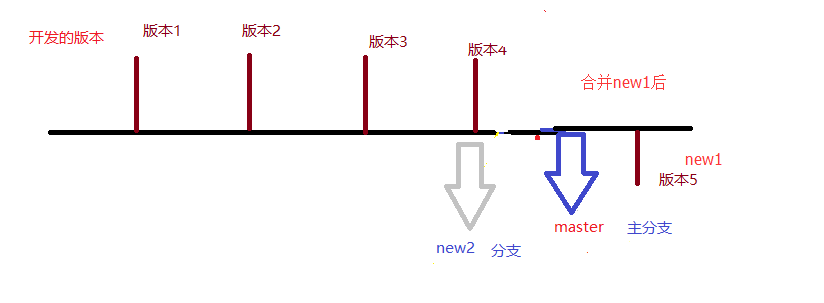 开发的版本
版本1
版本2
版本3
版本4
合并new1后
new1
版本5
master 主分支
new2 分支